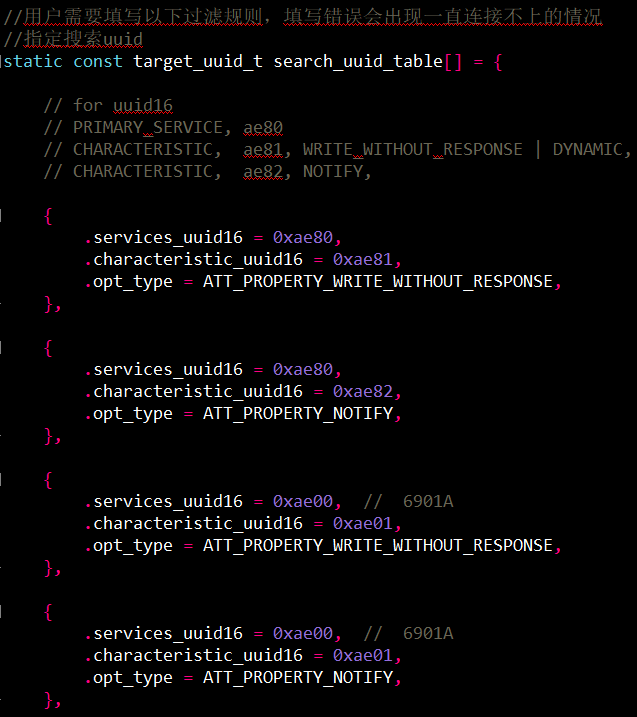 //用户需要填写以下过滤规则，填写错误会出现一直连接不上的情况
//指定搜索uuid
static const target_uuid_t search_uuid_table[] = {
// for uuid16
// PRIMARY_SERVICE, ae80
// CHARACTERISTIC,  ae81, WRITE_WITHOUT_RESPONSE | DYNAMIC,
// CHARACTERISTIC,  ae82, NOTIFY,
{
.services_uuid16 = 0xae80,
.characteristic_uuid16 = 0xae81,
.opt_type = ATT_PROPERTY_WRITE_WITHOUT_RESPONSE,
},
{
.services_uuid16 = 0xae80,
.characteristic_uuid16 = 0xae82,
.opt_type = ATT_PROPERTY_NOTIFY,
},
{
.services_uuid16 = 0xae00,  //  6901A
.characteristic_uuid16 = 0xae01,
.opt_type = ATT_PROPERTY_WRITE_WITHOUT_RESPONSE,
},
{
.services_uuid16 = 0xae00,  //  6901A
.characteristic_uuid16 = 0xae01,
.opt_type = ATT_PROPERTY_NOTIFY,
},